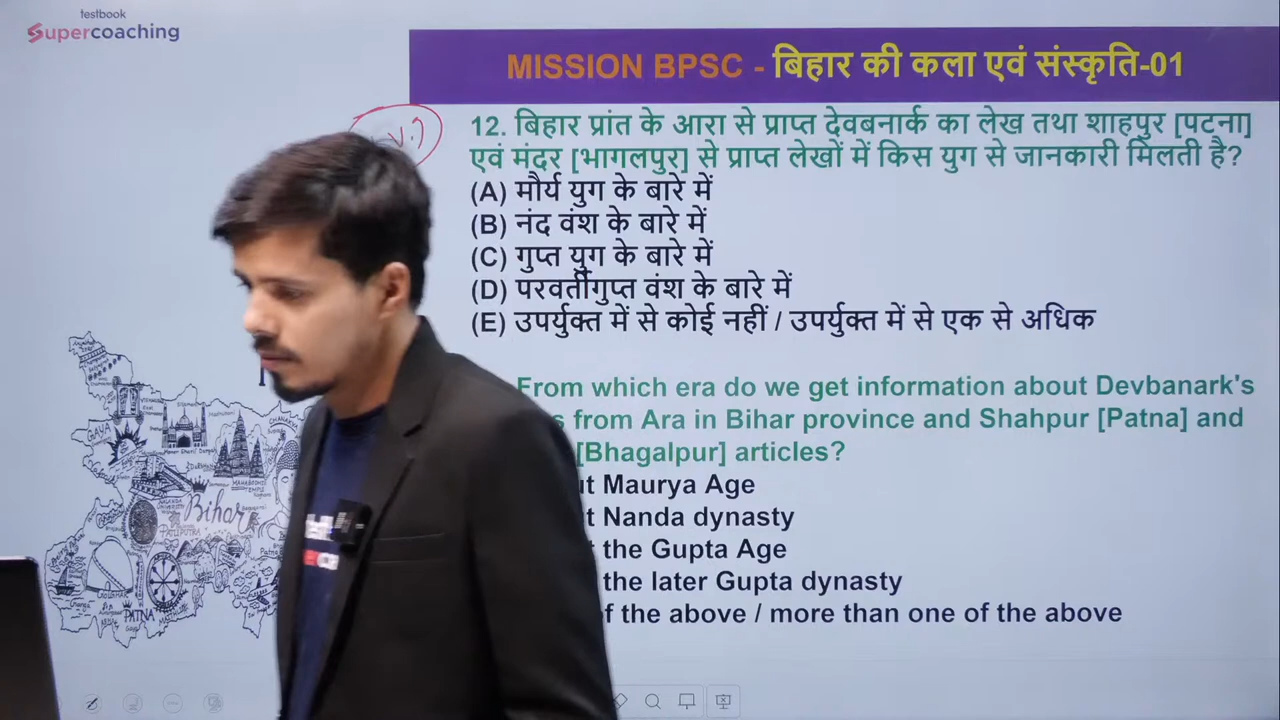 testbook
Supercoaching
MISSION BPSC - बिहार की कला एवं संस्कृति-01
12. बिहार प्रांत के आरा से प्राप्त देवबनार्क का लेख तथा शाहपुर [पटना]
एवं मंदर [भागलपुर] से प्राप्त लेखों में किस युग से जानकारी मिलती है?
(A) मौर्य युग के बारे में
(B) नंद वंश के बारे में
(C) गुप्त युग के बारे में
(D) परवर्तीगुप्त वंश के बारे में
(E) उपर्युक्त में से कोई नहीं / उपर्युक्त में से एक से अधिक
From which era do we get information about Devbanark's
from Ara in Bihar province and Shahpur [Patna] and
[Bhagalpur] articles?
Maurya Age
Nanda dynasty
the Gupta Age
the later Gupta dynasty
of the above / more than one of the above
GAYA
Bihar
PATNA